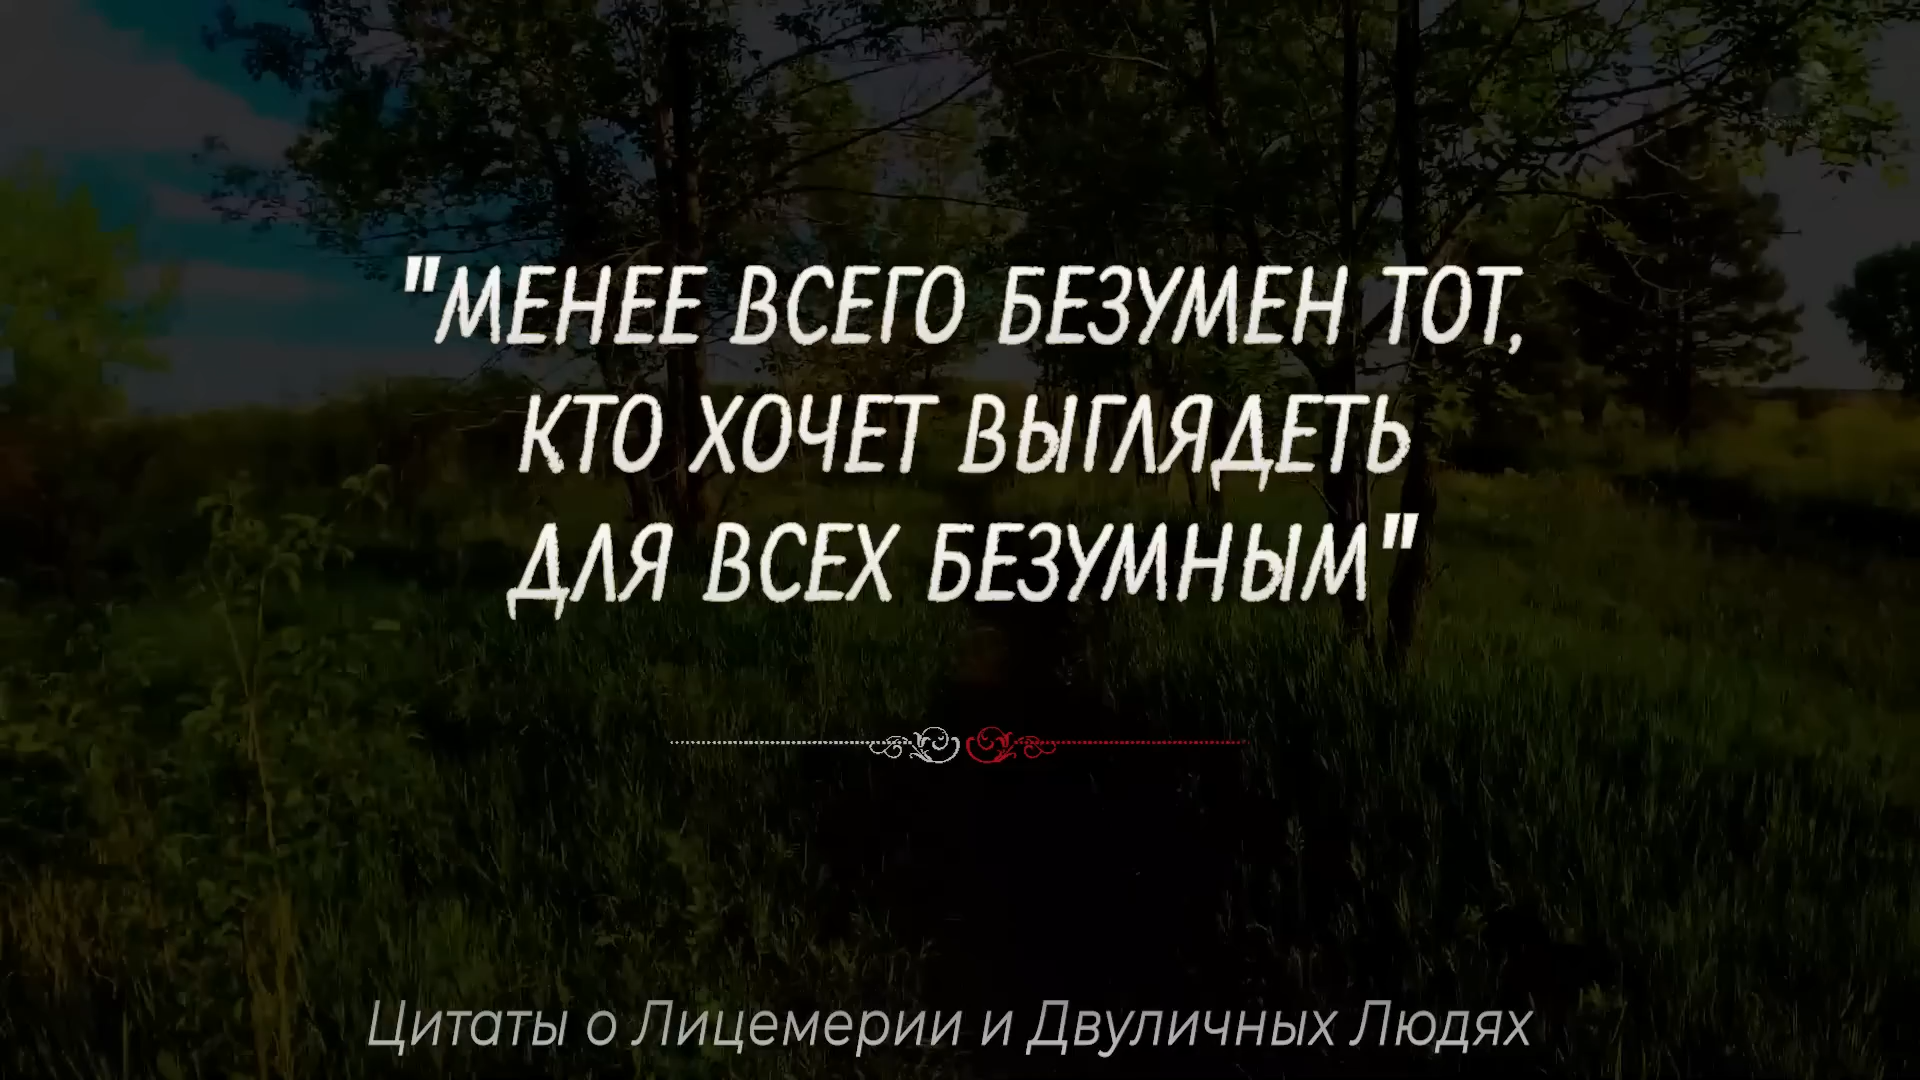 "МЕНЕЕ ВСЕГО БЕЗУМЕН ТОТ,
КТО ХОЧЕТ ВЫГЛЯДЕТЬ
ДЛЯ ВСЕХ БЕЗУМНЫМ"
Цитаты о Лицемерии и Двуличных Людях